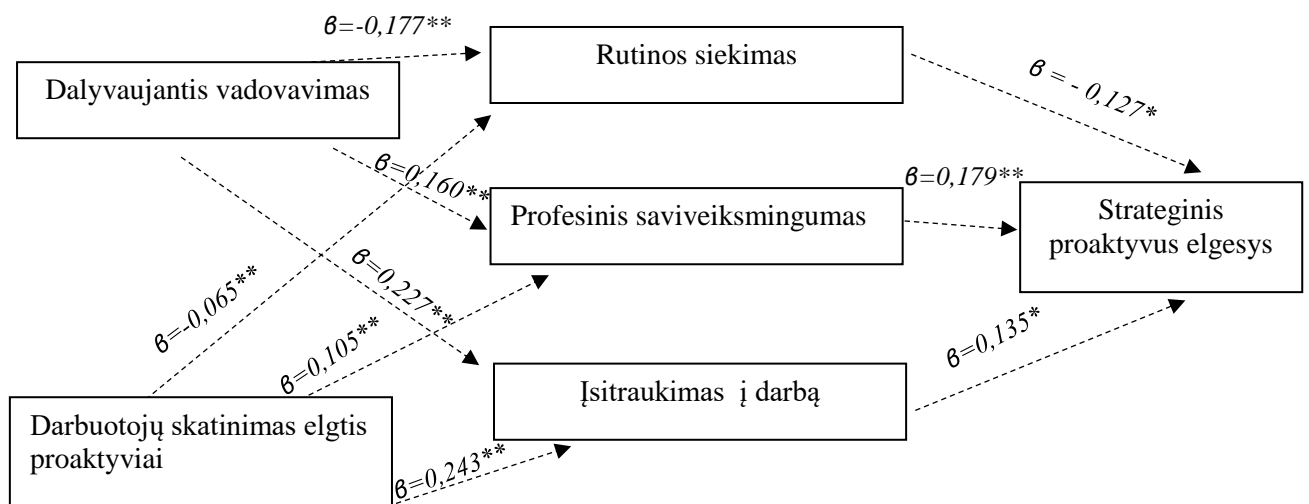 β=-0,177**
Rutinos siekimas
Dalyvaujantis vadovavimas
β = - 0,127*
β=0,160**
β=0,179**
Profesinis saviveiksmingumas
Strateginis
proaktyvus elgesys
β=-0,065**
β=0,227**
β=0,105**
β=0,135*
Įsitraukimas į darbą
Darbuotojų skatinimas elgtis
proaktyviai
β=0,243**